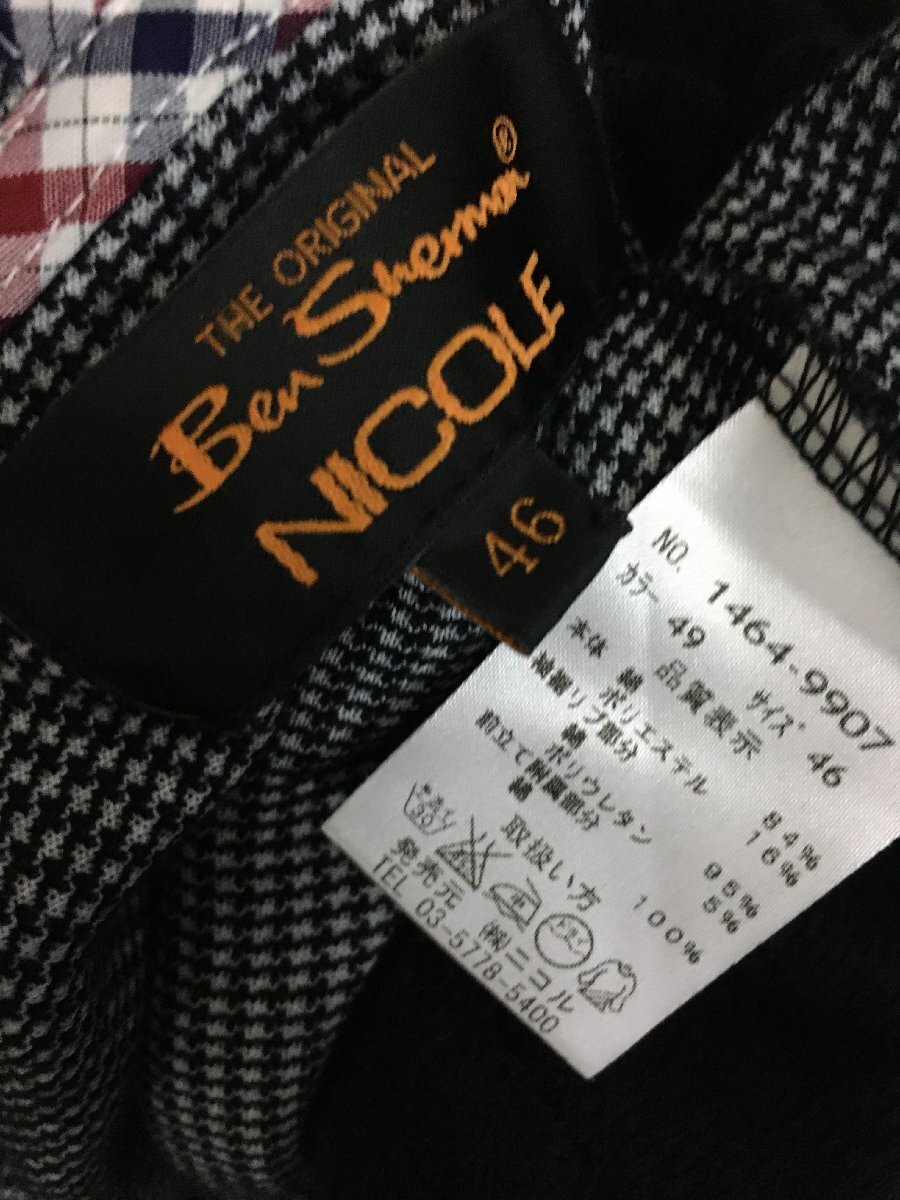 THE ORIGINAL
Ben Sherman®
NICOLE
46
NO. 1464-9907
カラー 49 サイズ 46
品質表示
本体 綿 84%
ポリエステル 16%
袖裾リブ部分
綿 95%
ポリウレタン 5%
前立て肘胸部分
綿 100%
取扱い方
発売元 ㈱ニコル
TEL 03-5778-5400